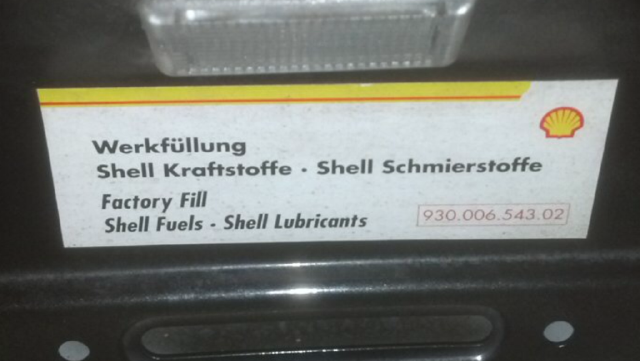 Werkfüllung
Shell Kraftstoffe · Shell Schmierstoffe
Factory Fill
Shell Fuels - Shell Lubricants
930.006.543.02